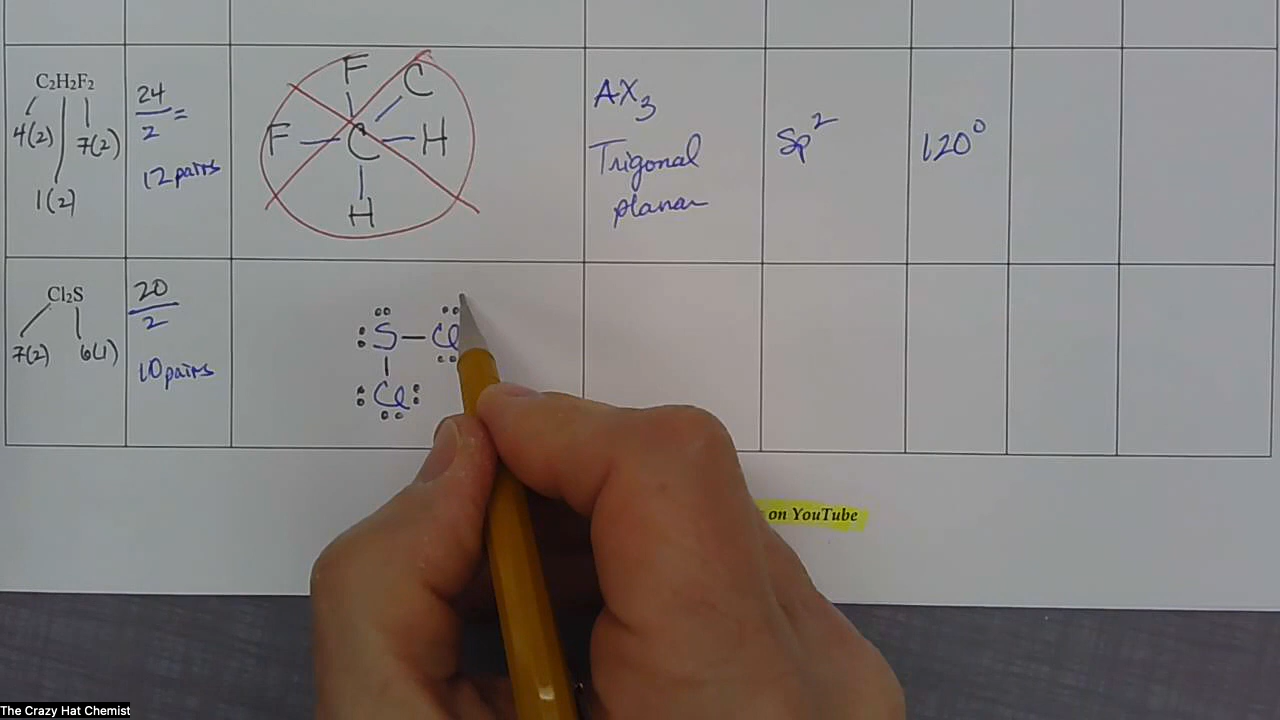 C₂H₂F₂
4(2)
7(2)
1(2)
24
2
=
12 pairs
F
C
F
C
H
H
AX₃
Trigonal
planar
sp²
120°
Cl₂S
7(2)
6(1)
20
2
10 pairs
S
Cl
Cl
on YouTube
The Crazy Hat Chemist